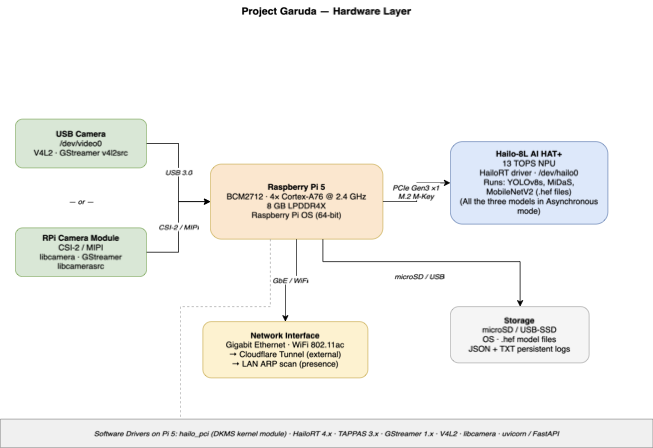 Project Garuda — Hardware Layer
USB Camera
/dev/video0
V4L2 · GStreamer v4l2src
USB 3.0
— or —
RPi Camera Module
CSI-2 / MIPI
libcamera · GStreamer
libcamerasrc
CSI-2 / MIPI
Raspberry Pi 5
BCM2712 · 4× Cortex-A76 @ 2.4 GHz
8 GB LPDDR4X
Raspberry Pi OS (64-bit)
PCIe Gen3 x1
M.2 M-Key
Hailo-8L AI HAT+
13 TOPS NPU
HailoRT driver · /dev/hailo0
Runs: YOLOv8s, MiDaS,
MobileNetV2 (.hef files)
(All the three models in Asynchronous
mode)
GbE / WiFi
microSD / USB
Network Interface
Gigabit Ethernet · WiFi 802.11ac
→ Cloudflare Tunnel (external)
→ LAN ARP scan (presence)
Storage
microSD / USB-SSD
OS · .hef model files
JSON + TXT persistent logs
Software Drivers on Pi 5: hailo_pci (DKMS kernel module) · HailoRT 4.x · TAPPAS 3.x · GStreamer 1.x · V4L2 · libcamera · uvicorn / FastAPI